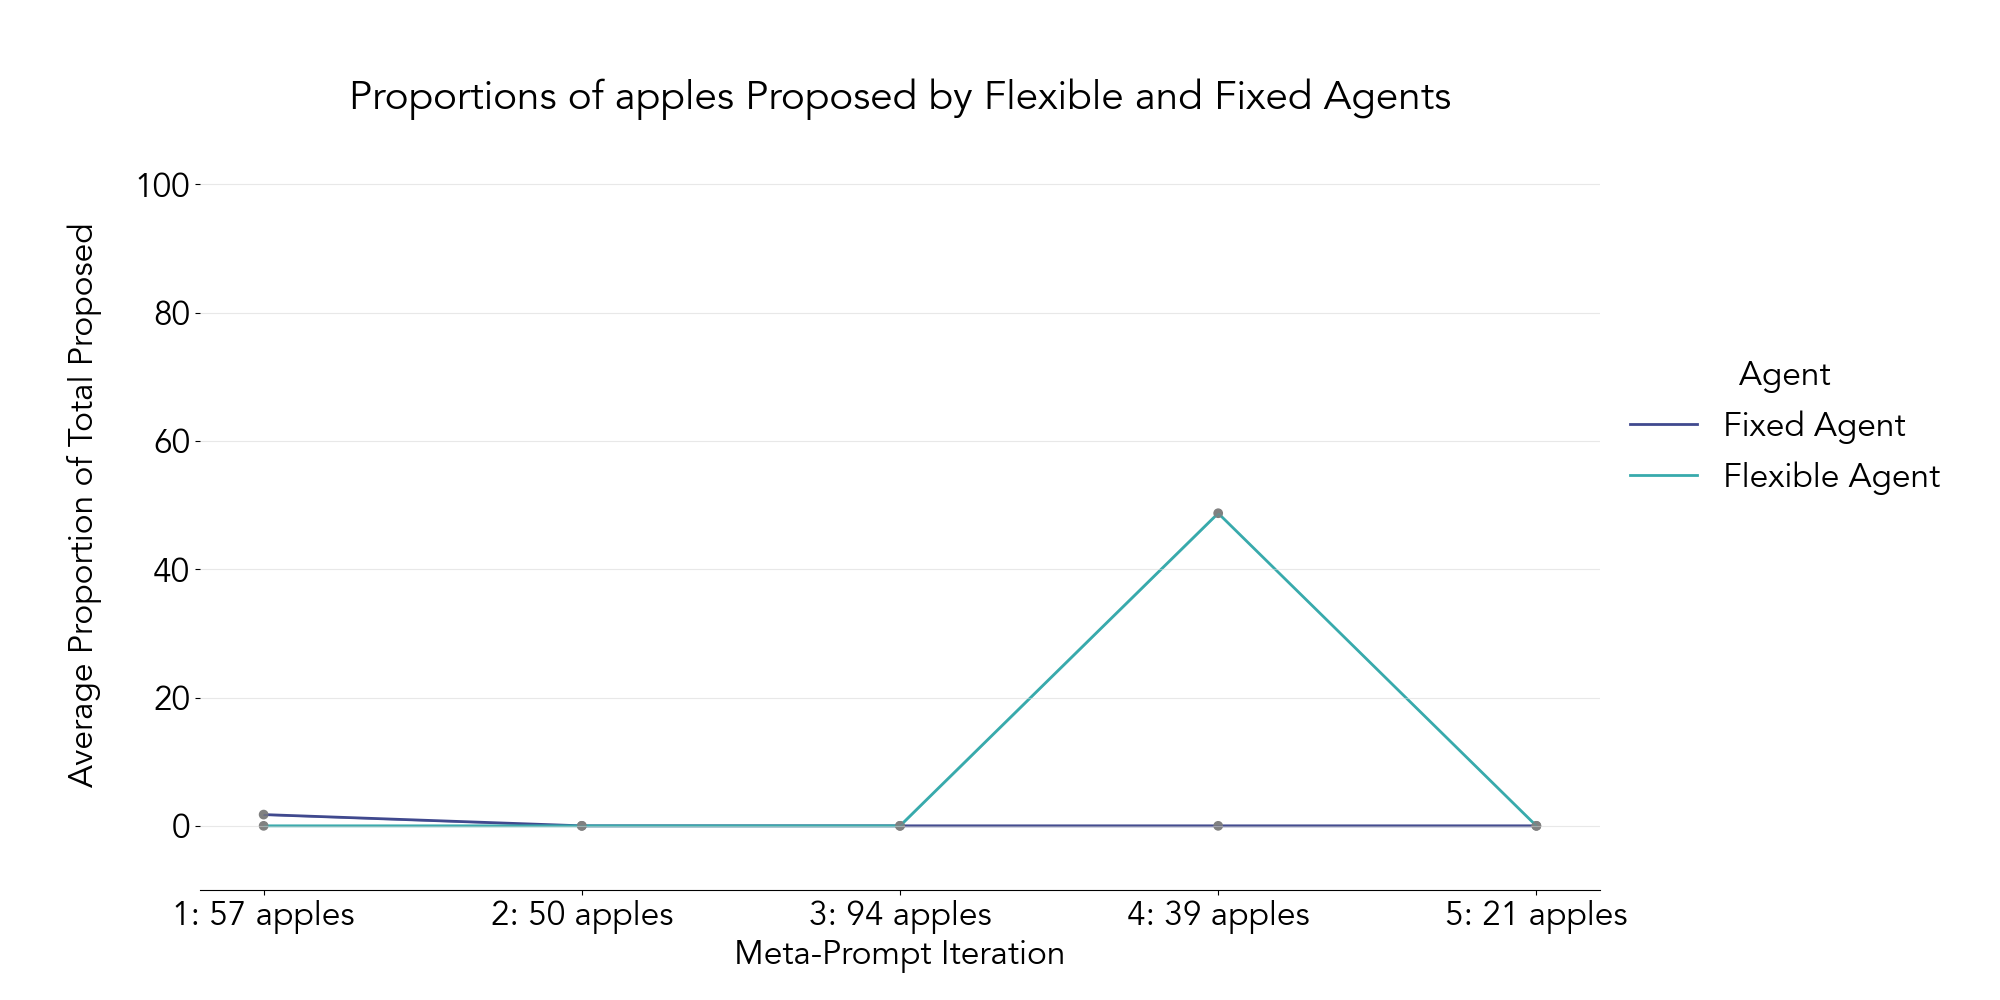 Proportions of apples Proposed by Flexible and Fixed Agents
Average Proportion of Total Proposed
100
80
60
40
20
0
1: 57 apples
2: 50 apples
3: 94 apples
4: 39 apples
5: 21 apples
Meta-Prompt Iteration
Agent
Fixed Agent
Flexible Agent